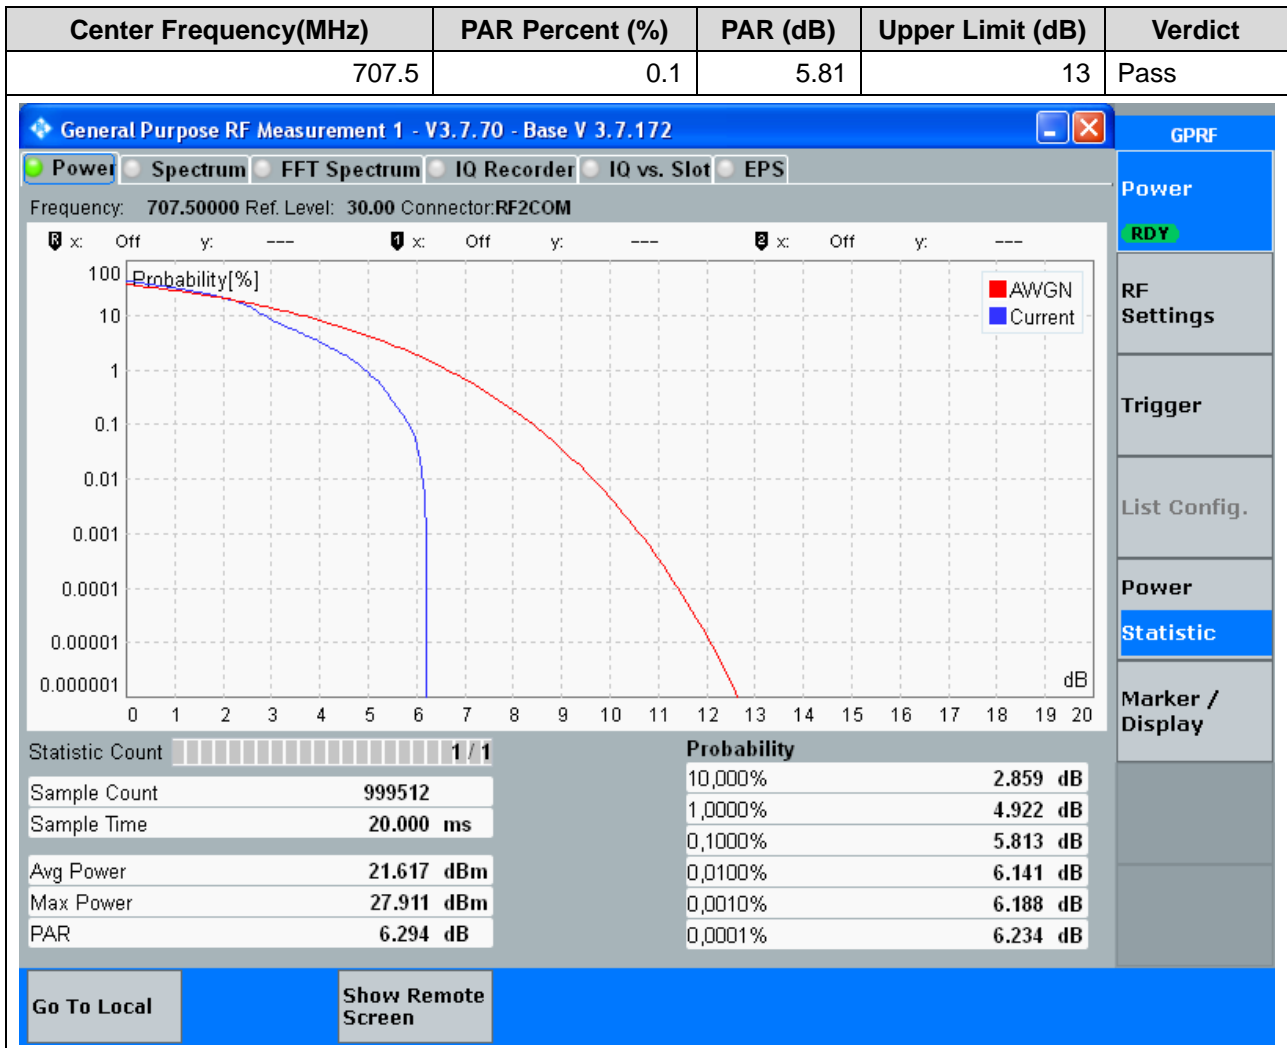 Center Frequency(MHz) PAR Percent (%) PAR (dB) Upper Limit (dB) Verdict
707.5 0.1 5.81 13 Pass
General Purpose RF Measurement 1 - V3.7.70 - Base V 3.7.172
GPRF
Power Spectrum FFT Spectrum IQ Recorder IQ vs. Slot EPS
Power
RDY
Frequency: 707.50000 Ref. Level: 30.00 Connector:RF2COM
R x: Off y: --- 1 x: Off y: --- 2 x: Off y: ---
Probability[%]
AWGN
Current
100
10
1
0.1
0.01
0.001
0.0001
0.00001
0.000001
dB
0 1 2 3 4 5 6 7 8 9 10 11 12 13 14 15 16 17 18 19 20
RF
Settings
Trigger
List Config.
Power
Statistic
Marker /
Display
Statistic Count 1 / 1
Sample Count 999512
Sample Time 20.000 ms
Avg Power 21.617 dBm
Max Power 27.911 dBm
PAR 6.294 dB
Probability
10,000% 2.859 dB
1,0000% 4.922 dB
0,1000% 5.813 dB
0,0100% 6.141 dB
0,0010% 6.188 dB
0,0001% 6.234 dB
Go To Local
Show Remote
Screen